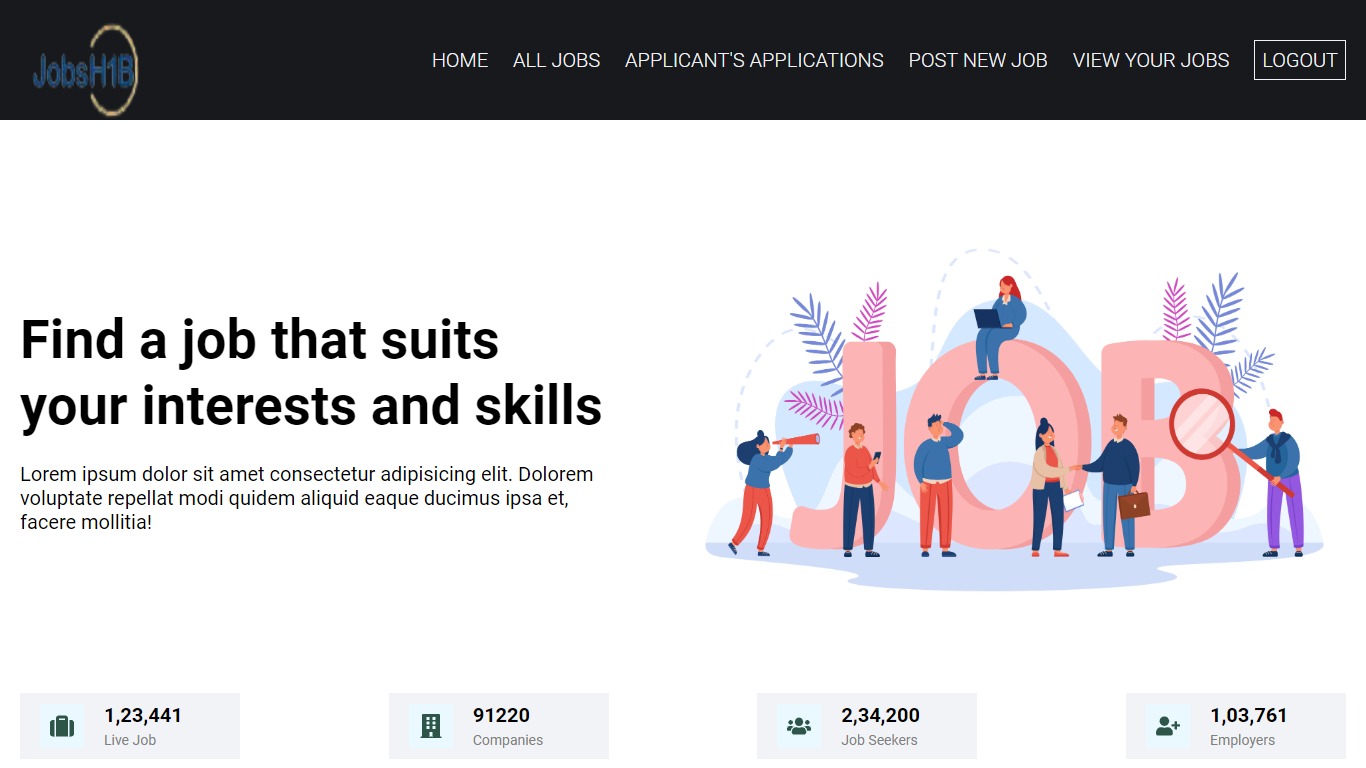 JobsH1B
HOME
ALL JOBS
APPLICANT'S APPLICATIONS
POST NEW JOB
VIEW YOUR JOBS
LOGOUT
Find a job that suits
your interests and skills
Lorem ipsum dolor sit amet consectetur adipisicing elit. Dolorem
voluptate repellat modi quidem aliquid eaque ducimus ipsa et,
facere mollitia!
JOB
1,23,441
Live Job
91220
Companies
2,34,200
Job Seekers
1,03,761
Employers